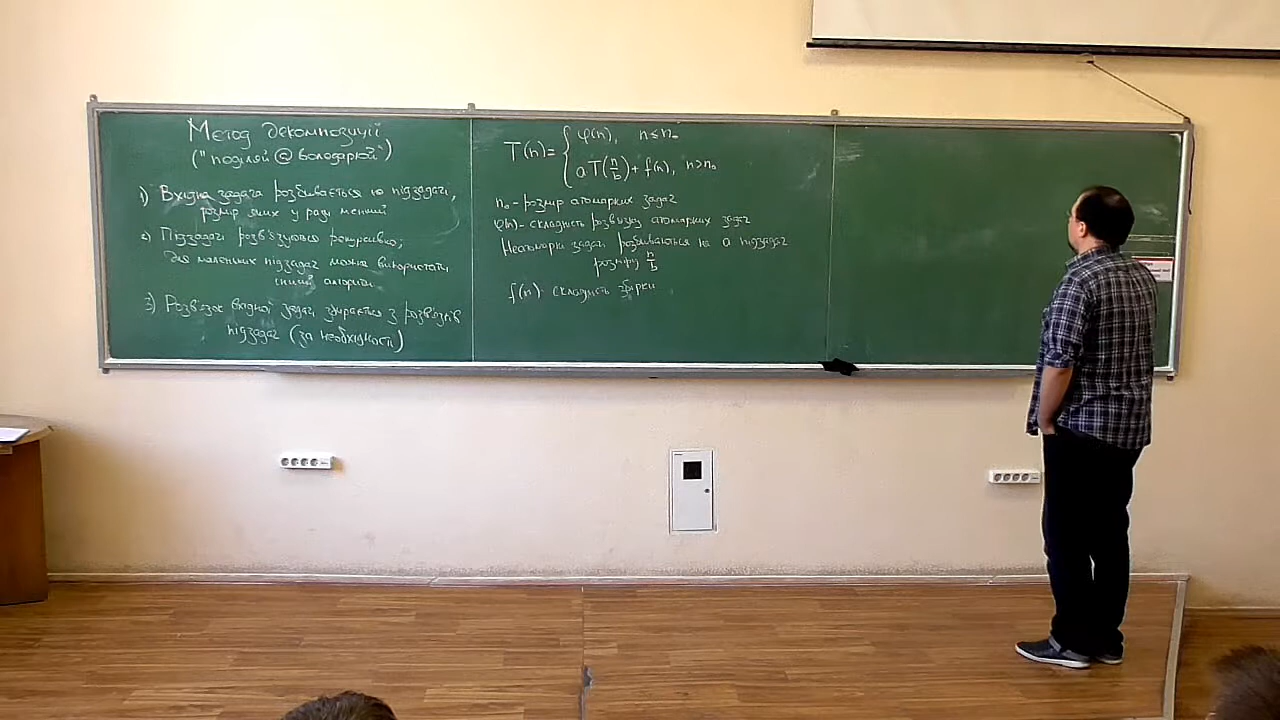 Метод декомпозиції
("поділяй @ володарюй")
1) Вхідна задача розбивається на підзадачі,
розмір яких у рази менший
2) Підзадачі розв'язуються рекурсивно;
для маленьких підзадач можна використати
інший алгоритм
3) Розв'язок вхідної задачі збирається з розв'язків
підзадач (за необхідності)
T(n) = { φ(n), n ≤ n₀
aT(n/b) + f(n), n > n₀
n₀ - розмір атомарних задач
φ(n) - складність розв'язку атомарних задач
Неатомарні задачі розбиваються на a підзадач
розміру n/b
f(n) - складність збірки